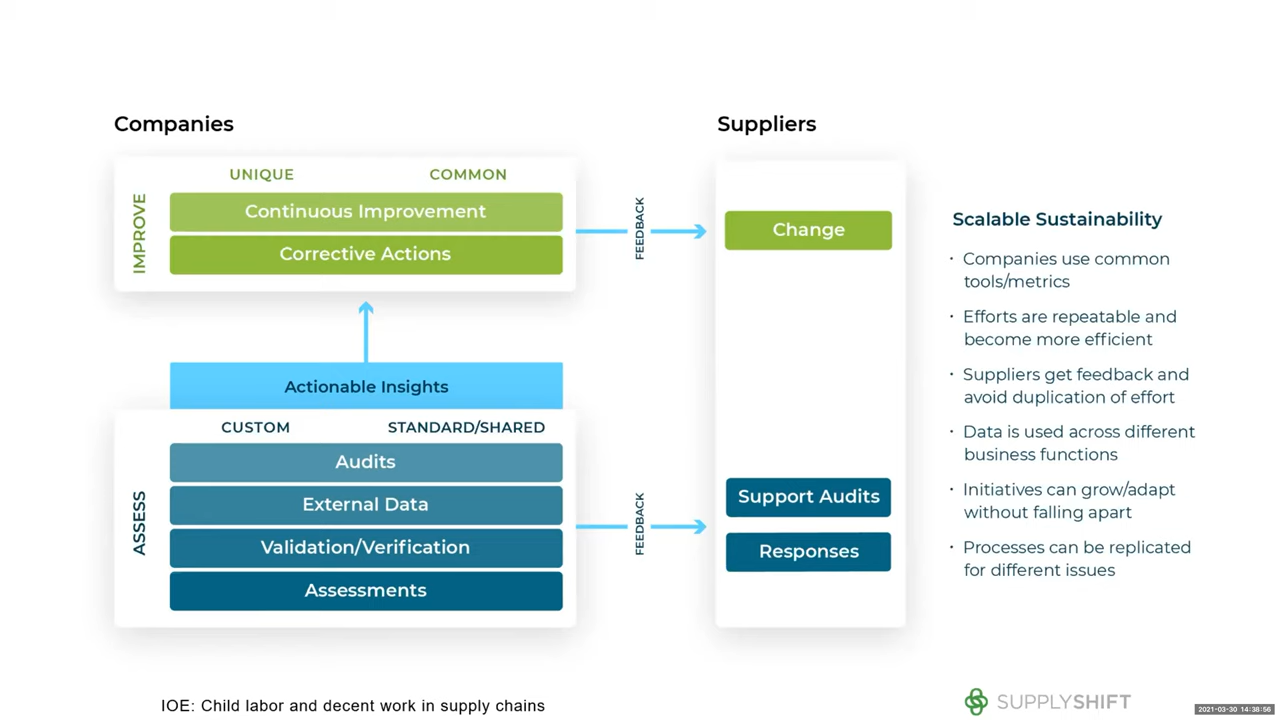 Companies
Suppliers
UNIQUE
COMMON
IMPROVE
Continuous Improvement
Corrective Actions
FEEDBACK
Change
Actionable Insights
CUSTOM
STANDARD/SHARED
ASSESS
Audits
External Data
Validation/Verification
Assessments
FEEDBACK
Support Audits
Responses
Scalable Sustainability
· Companies use common
tools/metrics
· Efforts are repeatable and
become more efficient
· Suppliers get feedback and
avoid duplication of effort
· Data is used across different
business functions
· Initiatives can grow/adapt
without falling apart
· Processes can be replicated
for different issues
IOE: Child labor and decent work in supply chains
SUPPLYSHIFT
2021-03-30 14:38:56